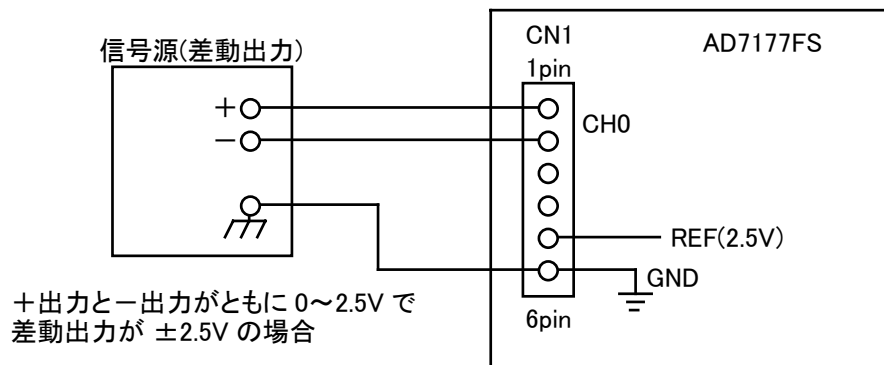 信号源(差動出力)
+
−
CN1
1pin
AD7177FS
CH0
REF(2.5V)
GND
6pin
+出力と−出力がともに 0~2.5V で
差動出力が ±2.5V の場合